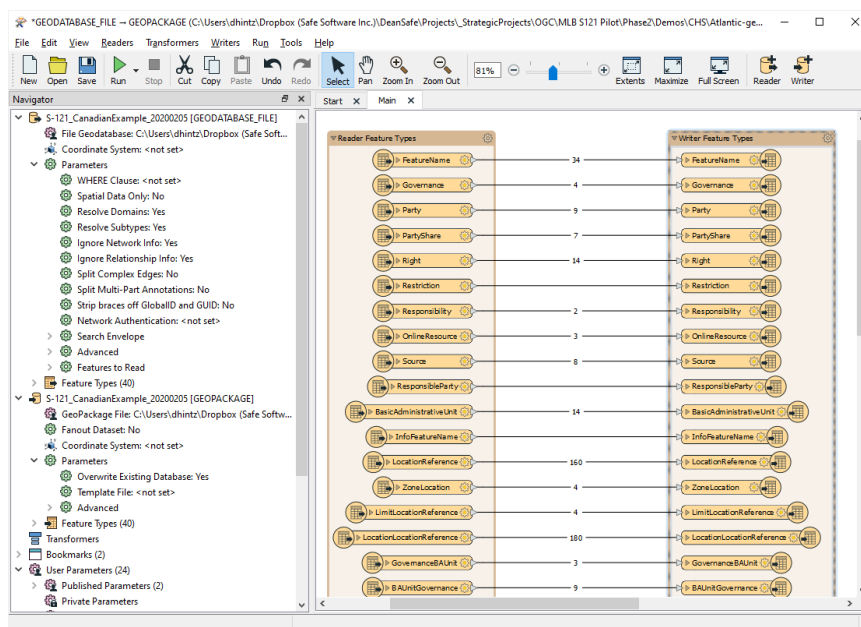 *GEODATABASE_FILE → GEOPACKAGE (C:\Users\dhintz\Dropbox (Safe Software Inc.)\DeanSafe\Projects\_StrategicProjects\OGC\MLB S121 Pilot\Phase2\Demos\CHS\Atlantic-ge...
File Edit View Readers Transformers Writers Run Tools Help
New Open Save Run Stop Cut Copy Paste Undo Redo Select Pan Zoom In Zoom Out 81% Extents Maximize Full Screen Reader Writer
Navigator
Start Main
S-121_CanadianExample_20200205 [GEODATABASE_FILE]
File Geodatabase: C:\Users\dhintz\Dropbox (Safe Soft...
Coordinate System: <not set>
Parameters
WHERE Clause: <not set>
Spatial Data Only: No
Resolve Domains: Yes
Resolve Subtypes: Yes
Ignore Network Info: Yes
Ignore Relationship Info: Yes
Split Complex Edges: No
Split Multi-Part Annotations: No
Strip braces off GlobalID and GUID: No
Network Authentication: <not set>
Search Envelope
Advanced
Features to Read
Feature Types (40)
S-121_CanadianExample_20200205 [GEOPACKAGE]
GeoPackage File: C:\Users\dhintz\Dropbox (Safe Softw...
Fanout Dataset: No
Coordinate System: <not set>
Parameters
Overwrite Existing Database: Yes
Template File: <not set>
Advanced
Feature Types (40)
Transformers
Bookmarks (2)
User Parameters (24)
Published Parameters (2)
Private Parameters
Reader Feature Types Writer Feature Types
FeatureName 34 FeatureName
Governance 4 Governance
Party 9 Party
PartyShare 7 PartyShare
Right 14 Right
Restriction Restriction
Responsibility 2 Responsibility
OnlineResource 3 OnlineResource
Source 8 Source
ResponsibleParty ResponsibleParty
BasicAdministrativeUnit 14 BasicAdministrativeUnit
InfoFeatureName InfoFeatureName
LocationReference 160 LocationReference
ZoneLocation 4 ZoneLocation
LimitLocationReference 4 LimitLocationReference
LocationLocationReference 180 LocationLocationReference
GovernanceBAUnit 3 GovernanceBAUnit
BAUnitGovernance 9 BAUnitGovernance